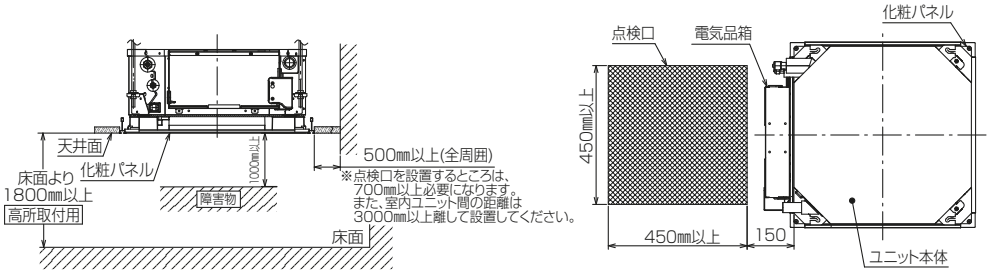 天井面
化粧パネル
床面より
1800mm以上
高所取付用
1000mm以上
障害物
床面
500mm以上(全周囲)
※点検口を設置するところは、
700mm以上必要になります。
また、室内ユニット間の距離は
3000mm以上離して設置してください。
点検口
電気品箱
化粧パネル
450mm以上
450mm以上
150
ユニット本体